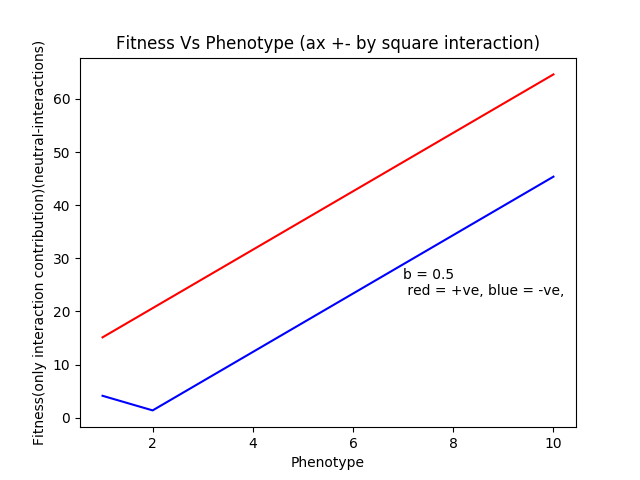 Fitness Vs Phenotype (ax +- by square interaction)
Fitness(only interaction contribution)(neutral-interactions)
60
50
40
30
20
10
0
b = 0.5
red = +ve, blue = -ve,
2
4
6
8
10
Phenotype